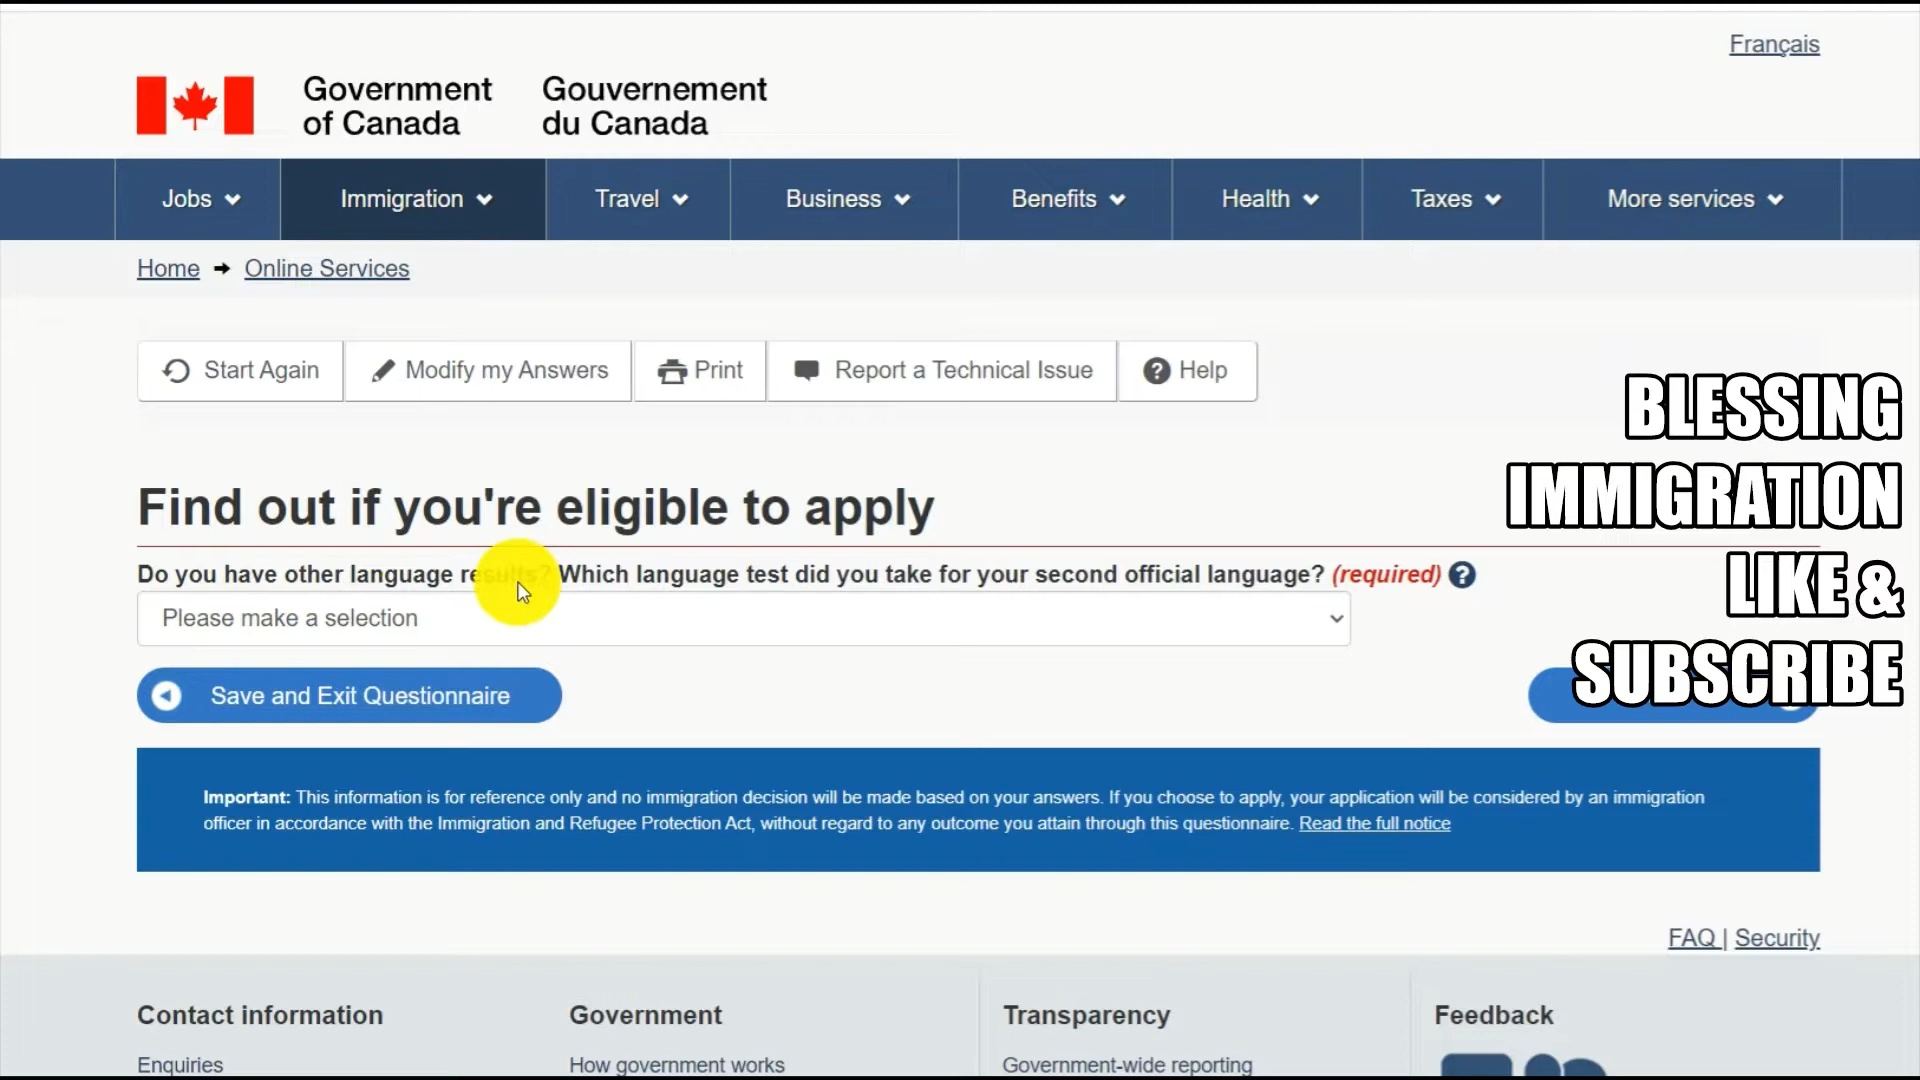 Français
Government of Canada
Gouvernement du Canada
Jobs
Immigration
Travel
Business
Benefits
Health
Taxes
More services
Home
Online Services
Start Again
Modify my Answers
Print
Report a Technical Issue
Help
BLESSING
IMMIGRATION
LIKE &
SUBSCRIBE
Find out if you're eligible to apply
Do you have other language results? Which language test did you take for your second official language? (required)
Please make a selection
Save and Exit Questionnaire
Important: This information is for reference only and no immigration decision will be made based on your answers. If you choose to apply, your application will be considered by an immigration
officer in accordance with the Immigration and Refugee Protection Act, without regard to any outcome you attain through this questionnaire. Read the full notice
FAQ | Security
Contact information
Government
Transparency
Feedback
Enquiries
How government works
Government-wide reporting